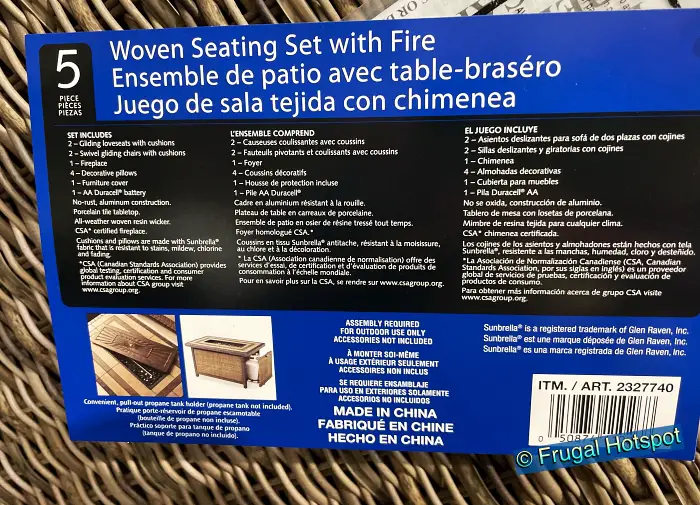 5
PIECE
PIÈCES
PIEZAS
Woven Seating Set with Fire
Ensemble de patio avec table-braséro
Juego de sala tejida con chimenea
SET INCLUDES
2 – Gliding loveseats with cushions
2 – Swivel gliding chairs with cushions
1 – Fireplace
4 – Decorative pillows
1 – Furniture cover
1 – AA Duracell® battery
No-rust, aluminum construction.
Porcelain tile tabletop.
All-weather woven resin wicker.
CSA* certified fireplace.
Cushions and pillows are made with Sunbrella®
fabric that is resistant to stains, mildew, chlorine
and fading.
*CSA (Canadian Standards Association) provides
global testing, certification and consumer
product evaluation services. For more
information about CSA group visit
www.csagroup.org.
L'ENSEMBLE COMPREND
2 – Causeuses coulissantes avec coussins
2 – Fauteuils pivotants et coulissants avec coussins
1 – Foyer
4 – Coussins décoratifs
1 – Housse de protection incluse
1 – Pile AA Duracell®
Cadre en aluminium résistant à la rouille.
Plateau de table en carreaux de porcelaine.
Ensemble de patio en osier de résine tressé tout temps.
Foyer homologué CSA.*
Coussins en tissu Sunbrella® antitache, résistant à la moisissure,
au chlore et à la décoloration.
* La CSA (Association canadienne de normalisation) offre des
services d'essai, de certification et d'évaluation de produits de
consommation à l'échelle mondiale.
Pour en savoir plus sur la CSA, se rendre sur www.csagroup.org.
EL JUEGO INCLUYE
2 – Asientos deslizantes para sofá de dos plazas con cojines
2 – Sillas deslizantes y giratorias con cojines
1 – Chimenea
4 – Almohadas decorativas
1 – Cubierta para muebles
1 – Pila Duracell® AA
No se oxida, construcción de aluminio.
Tablero de mesa con losetas de porcelana.
Mimbre de resina tejida para cualquier clima.
CSA* chimenea certificada.
Los cojines de los asientos y almohadones están hechos con tela
Sunbrella®, resistente a las manchas, humedad, cloro y desteñido.
*La Asociación de Normalización Canadiense (CSA, Canadian
Standards Association, por sus siglas en inglés) es un proveedor
global de servicios de pruebas, certificación y evaluación de
productos de consumo.
Para obtener más información acerca de grupo CSA visite
www.csagroup.org.
Convenient, pull-out propane tank holder (propane tank not included).
Pratique porte-réservoir de propane escamotable
(bouteille de propane non incluse).
Práctico soporte para tanque de propano
(tanque de propano no incluido).
ASSEMBLY REQUIRED
FOR OUTDOOR USE ONLY
ACCESSORIES NOT INCLUDED
À MONTER SOI-MÊME
À USAGE EXTÉRIEUR SEULEMENT
ACCESSOIRES NON INCLUS
SE REQUIERE ENSAMBLAJE
PARA USO EN EXTERIORES SOLAMENTE
ACCESORIOS NO INCLUIDOS
MADE IN CHINA
FABRIQUÉ EN CHINE
HECHO EN CHINA
Sunbrella® is a registered trademark of Glen Raven, Inc.
Sunbrella® est une marque déposée de Glen Raven, Inc.
Sunbrella® es una marca registrada de Glen Raven, Inc.
ITM. / ART. 2327740
© Frugal Hotspot